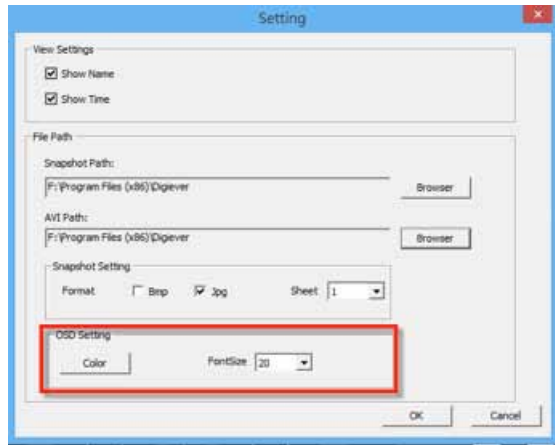 Setting
View Settings
Show Name
Show Time
File Path
Snapshot Path:
F:\Program Files (x86)\Digiever
Browser
AVI Path:
F:\Program Files (x86)\Digiever
Browser
Snapshot Setting
Format Bmp Jpg Sheet 1
OSD Setting
Color FontSize 20
OK Cancel